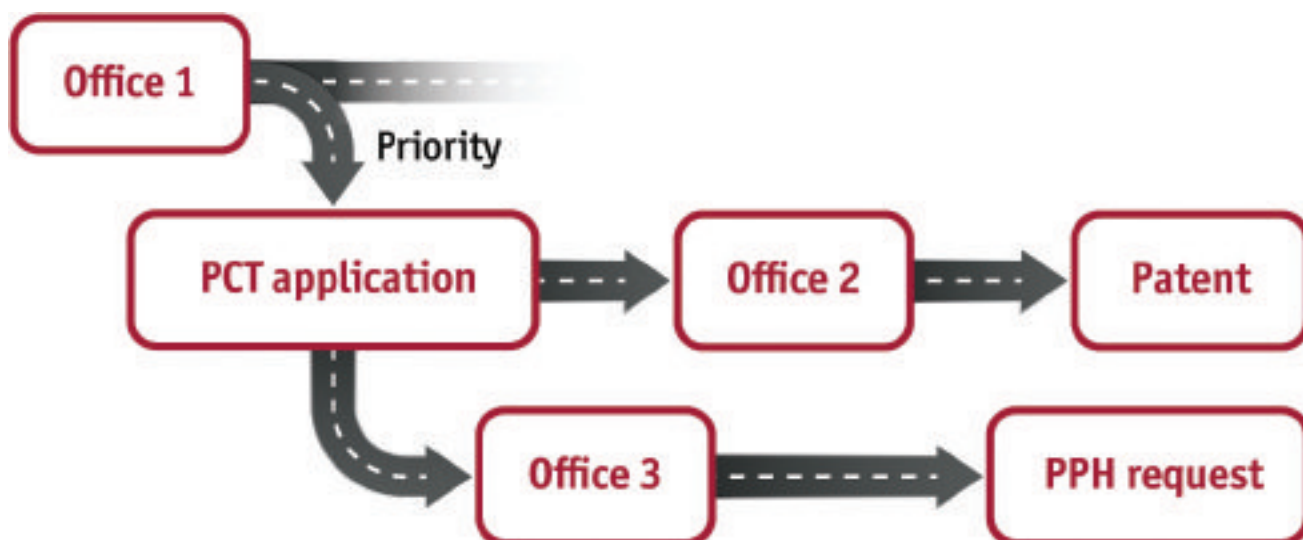 Office 1
Priority
PCT application
Office 2
Patent
Office 3
PPH request